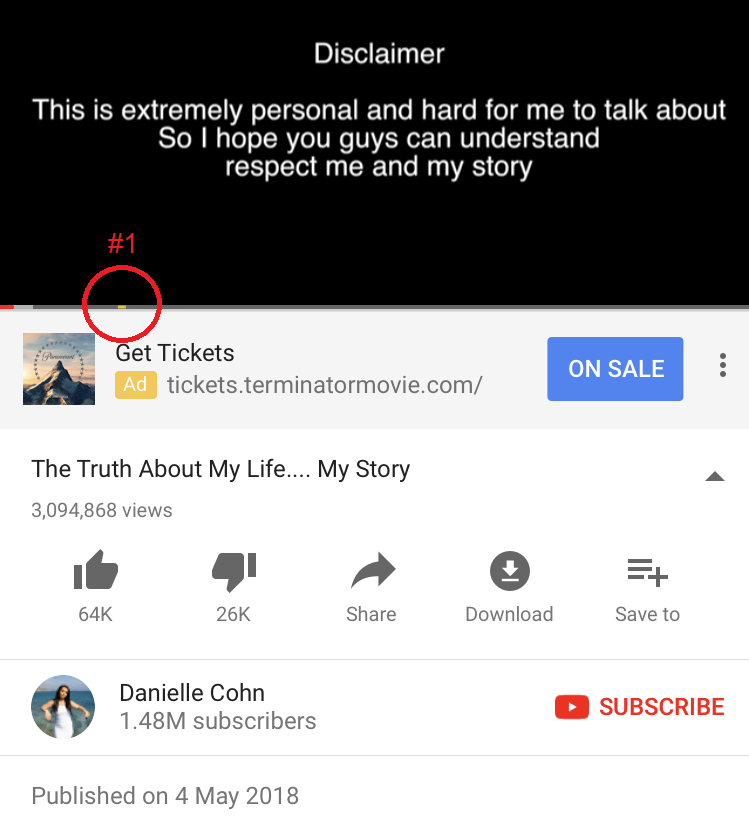 Disclaimer
This is extremely personal and hard for me to talk about
So I hope you guys can understand
respect me and my story
#1
Paramount
Get Tickets
Ad tickets.terminatormovie.com/
ON SALE
The Truth About My Life.... My Story
3,094,868 views
64K
26K
Share
Download
Save to
Danielle Cohn
1.48M subscribers
SUBSCRIBE
Published on 4 May 2018